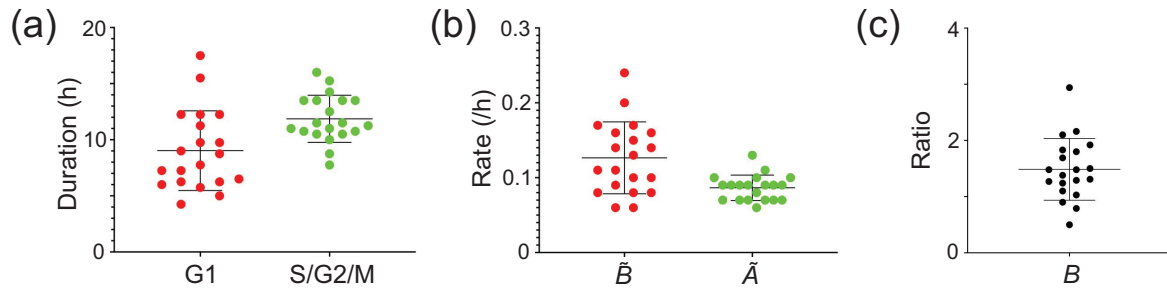 (a)
Duration (h)
20
10
0
G1
S/G2/M
(b)
Rate (/h)
0.3
0.2
0.1
0
B̃
Ã
(c)
Ratio
4
2
0
B